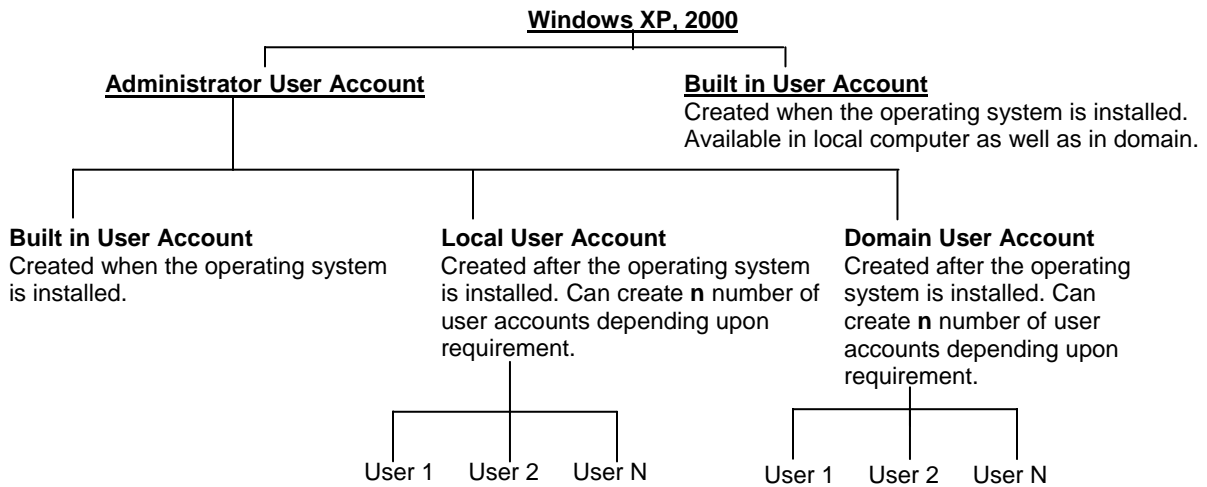 Windows XP, 2000
Administrator User Account
Built in User Account
Created when the operating system is installed.
Available in local computer as well as in domain.
Built in User Account
Created when the operating system
is installed.
Local User Account
Created after the operating system
is installed. Can create n number of
user accounts depending upon
requirement.
Domain User Account
Created after the operating
system is installed. Can
create n number of user
accounts depending upon
requirement.
User 1 User 2 User N
User 1 User 2 User N